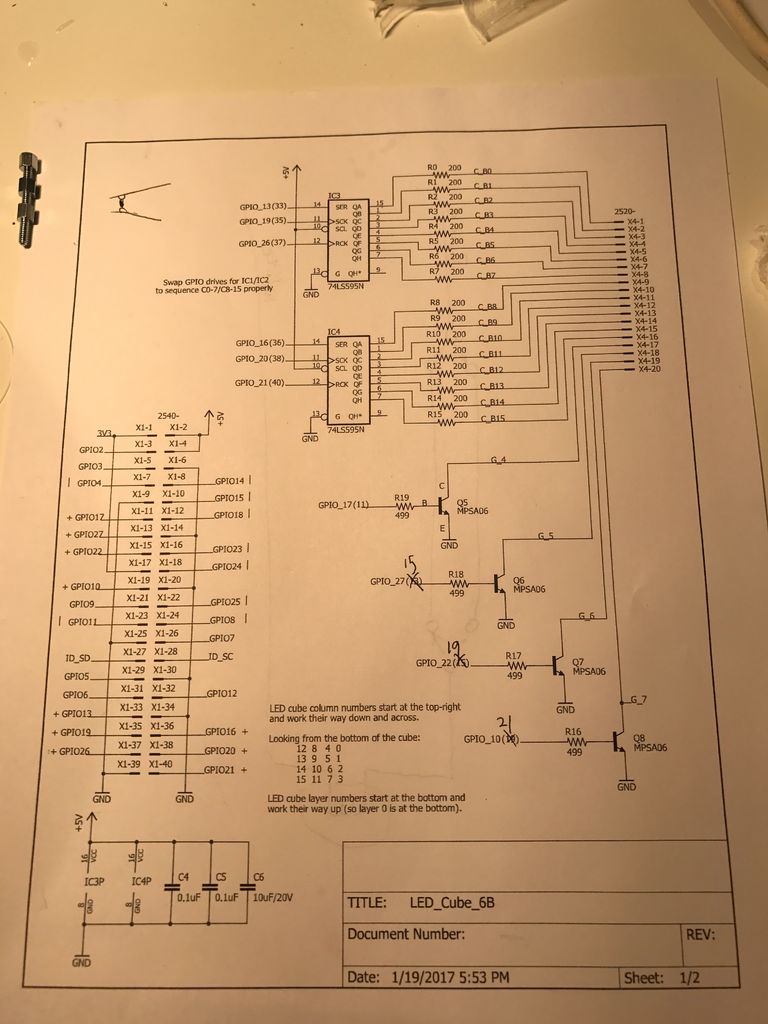 +5V
IC3
GPIO_13(33) 14 SER QA 15 R0 200 C_B0
QB 1 R1 200 C_B1
GPIO_19(35) 11 SCK QC 2 R2 200 C_B2
10 SCL QD 3 R3 200 C_B3
QE 4 R4 200 C_B4
GPIO_26(37) 12 RCK QF 5 R5 200 C_B5
QG 6 R6 200 C_B6
QH 7 R7 200 C_B7
13 G QH* 9
GND 74LS595N
Swap GPIO drives for IC1/IC2
to sequence C0-7/C8-15 properly
2520-
X4-1
X4-2
X4-3
X4-4
X4-5
X4-6
X4-7
X4-8
X4-9
X4-10
X4-11
X4-12
X4-13
X4-14
X4-15
X4-16
X4-17
X4-18
X4-19
X4-20
IC4
GPIO_16(36) 14 SER QA 15 R8 200 C_B8
QB 1 R9 200 C_B9
GPIO_20(38) 11 SCK QC 2 R10 200 C_B10
10 SCL QD 3 R11 200 C_B11
QE 4 R12 200 C_B12
GPIO_21(40) 12 RCK QF 5 R13 200 C_B13
QG 6 R14 200 C_B14
QH 7 R15 200 C_B15
13 G QH* 9
GND 74LS595N
2540- +5V
3V3 X1-1 X1-2
GPIO2 X1-3 X1-4
GPIO3 X1-5 X1-6
| GPIO4 X1-7 X1-8 GPIO14 |
X1-9 X1-10 GPIO15 |
+ GPIO17 X1-11 X1-12 GPIO18 |
+ GPIO27 X1-13 X1-14
+ GPIO22 X1-15 X1-16 GPIO23 |
X1-17 X1-18 GPIO24 |
+ GPIO10 X1-19 X1-20
GPIO9 X1-21 X1-22 GPIO25 |
| GPIO11 X1-23 X1-24 GPIO8 |
X1-25 X1-26 GPIO7
ID_SD X1-27 X1-28 ID_SC
GPIO5 X1-29 X1-30
GPIO6 X1-31 X1-32 GPIO12
+ GPIO13 X1-33 X1-34
+ GPIO19 X1-35 X1-36 GPIO16 +
+ GPIO26 X1-37 X1-38 GPIO20 +
X1-39 X1-40 GPIO21 +
GND GND
G_4
GPIO_17(11) R19 499 B C E Q5 MPSA06
GND
G_5
15
GPIO_27 R18 499 Q6 MPSA06
GND
G_6
19
GPIO_22 R17 499 Q7 MPSA06
GND
G_7
21
GPIO_10 R16 499 Q8 MPSA06
GND
LED cube column numbers start at the top-right
and work their way down and across.
Looking from the bottom of the cube:
12 8 4 0
13 9 5 1
14 10 6 2
15 11 7 3
LED cube layer numbers start at the bottom and
work their way up (so layer 0 is at the bottom).
+5V
16 VCC 16 VCC
IC3P IC4P C4 C5 C6
0.1uF 0.1uF 10uF/20V
8 GND 8 GND
GND
TITLE: LED_Cube_6B
Document Number: REV:
Date: 1/19/2017 5:53 PM Sheet: 1/2